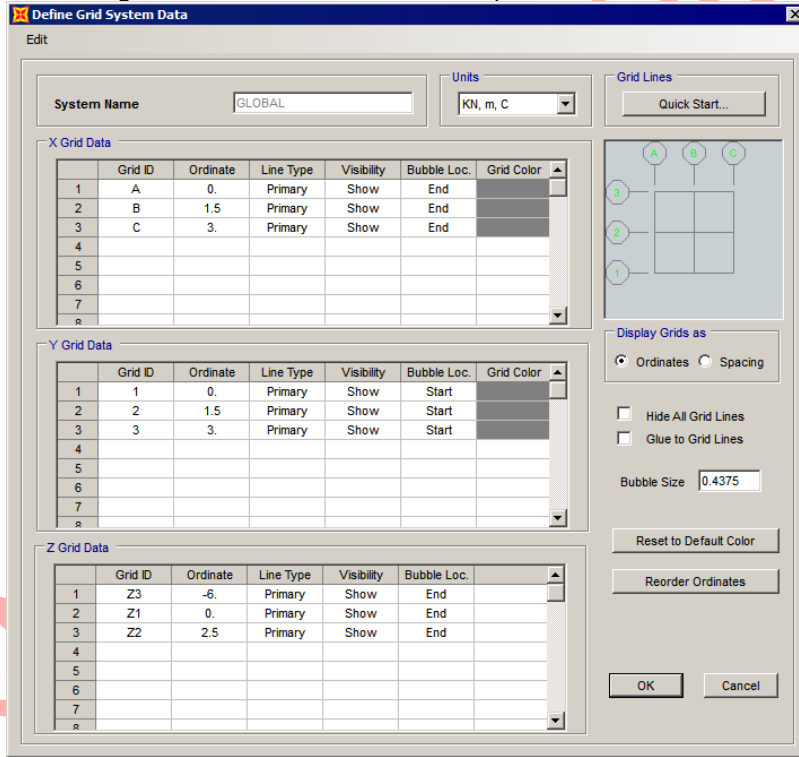 Define Grid System Data
Edit
System Name GLOBAL
Units
KN, m, C
Grid Lines
Quick Start...
X Grid Data
Grid ID Ordinate Line Type Visibility Bubble Loc. Grid Color
1 A 0. Primary Show End
2 B 1.5 Primary Show End
3 C 3. Primary Show End
4
5
6
7
8
A B C
3
2
1
Y Grid Data
Grid ID Ordinate Line Type Visibility Bubble Loc. Grid Color
1 1 0. Primary Show Start
2 2 1.5 Primary Show Start
3 3 3. Primary Show Start
4
5
6
7
8
Display Grids as
Ordinates Spacing
Hide All Grid Lines
Glue to Grid Lines
Bubble Size 0.4375
Z Grid Data
Grid ID Ordinate Line Type Visibility Bubble Loc.
1 Z3 -6. Primary Show End
2 Z1 0. Primary Show End
3 Z2 2.5 Primary Show End
4
5
6
7
8
Reset to Default Color
Reorder Ordinates
OK Cancel